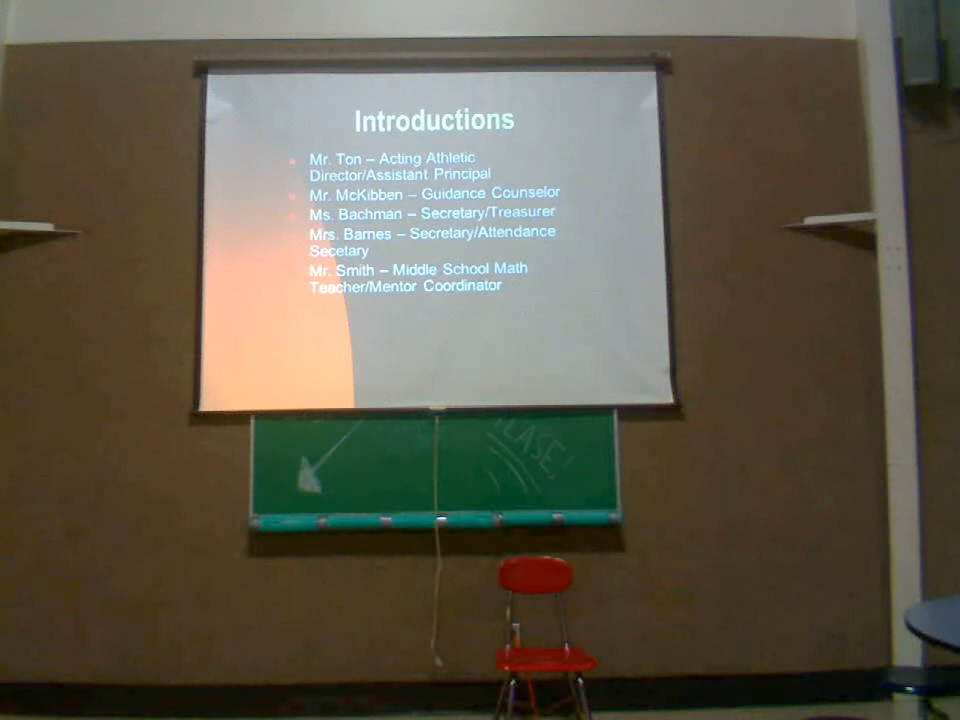 Introductions
Mr. Ton – Acting Athletic
Director/Assistant Principal
Mr. McKibben – Guidance Counselor
Ms. Bachman – Secretary/Treasurer
Mrs. Barnes – Secretary/Attendance
Secetary
Mr. Smith – Middle School Math
Teacher/Mentor Coordinator